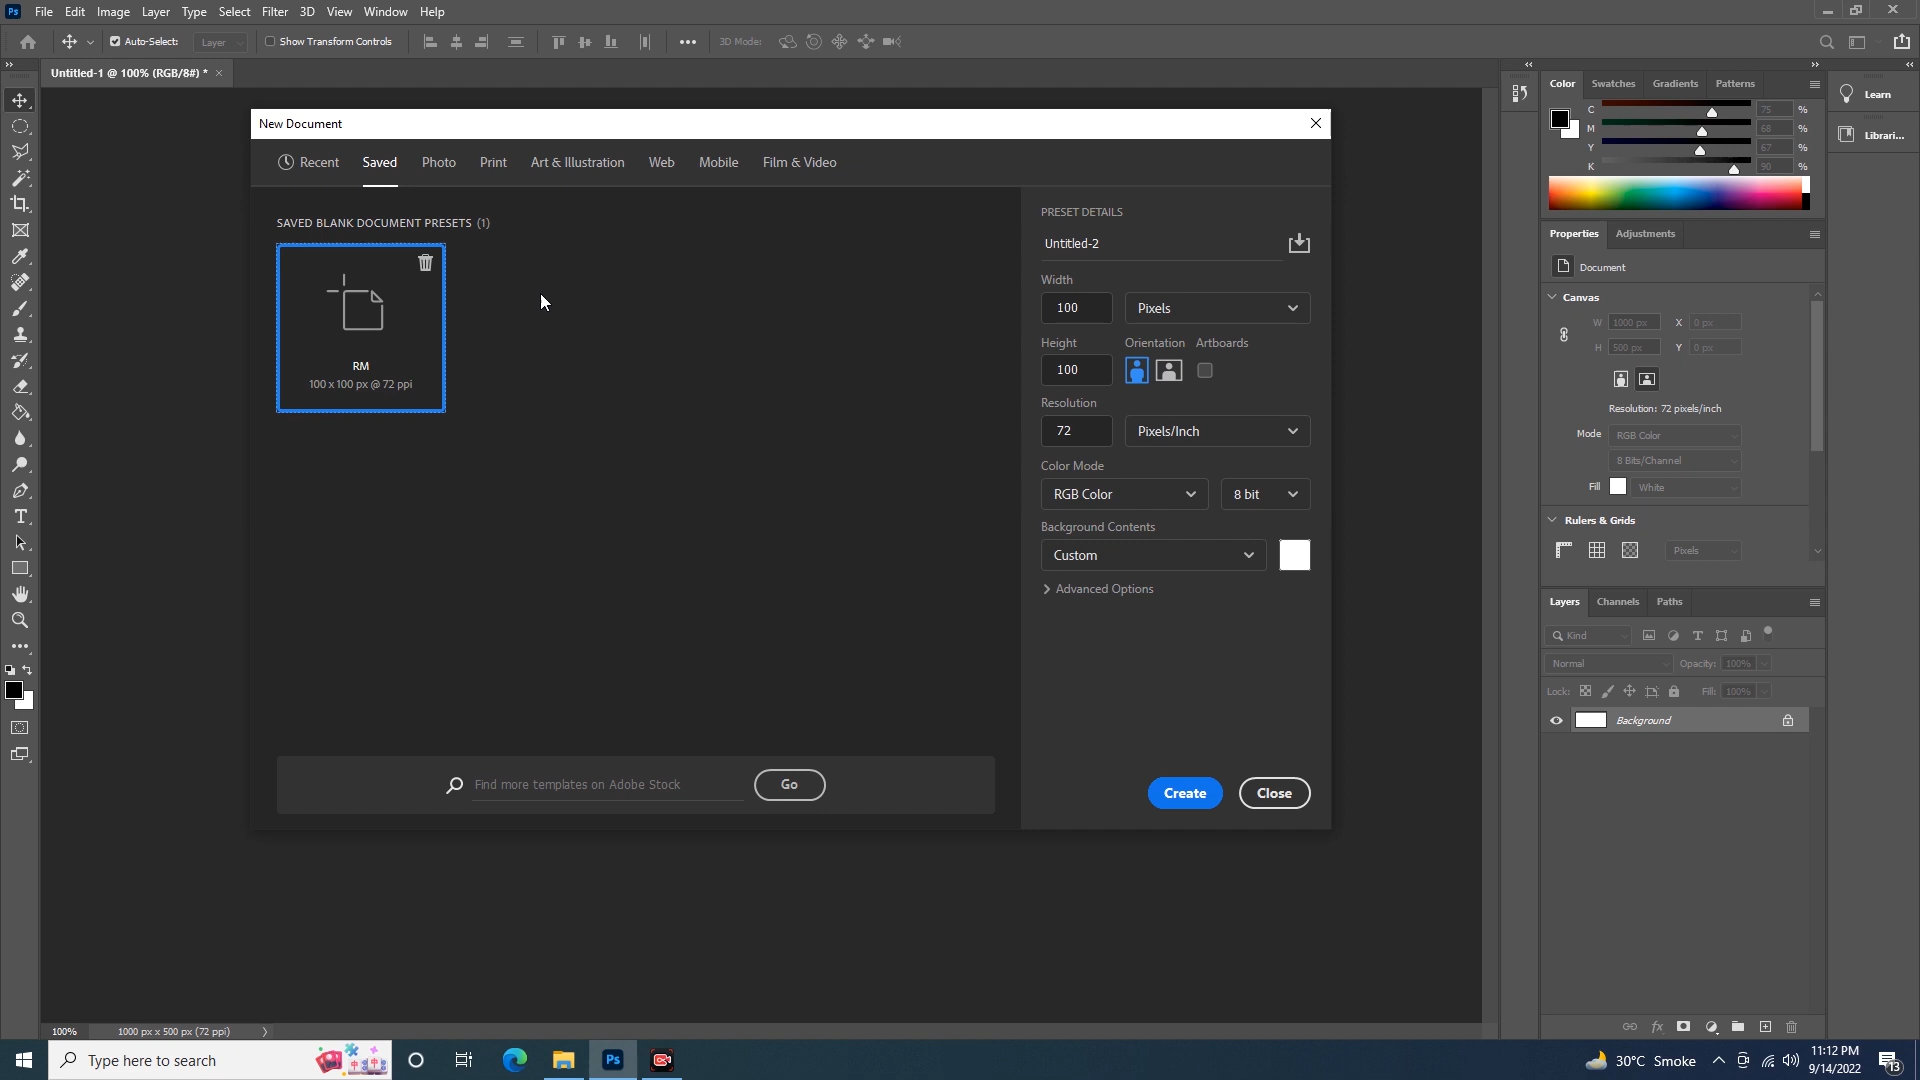 Ps File Edit Image Layer Type Select Filter 3D View Window Help
Auto-Select: Layer Show Transform Controls 3D Mode:
Untitled-1 @ 100% (RGB/8#) * ×
New Document
Recent Saved Photo Print Art & Illustration Web Mobile Film & Video
SAVED BLANK DOCUMENT PRESETS (1)
RM
100 x 100 px @ 72 ppi
Find more templates on Adobe Stock Go
PRESET DETAILS
Untitled-2
Width
100 Pixels
Height Orientation Artboards
100
Resolution
72 Pixels/Inch
Color Mode
RGB Color 8 bit
Background Contents
Custom
Advanced Options
Create Close
Color Swatches Gradients Patterns
C 75 %
M 68 %
Y 67 %
K 90 %
Properties Adjustments
Document
Canvas
W 1000 px X 0 px
H 500 px Y 0 px
Resolution: 72 pixels/inch
Mode RGB Color
8 Bits/Channel
Fill White
Rulers & Grids
Pixels
Layers Channels Paths
Kind
Normal Opacity: 100%
Lock: Fill: 100%
Background
Learn
Librari...
100% 1000 px x 500 px (72 ppi)
Type here to search
Ps
30°C Smoke
11:12 PM
9/14/2022
13